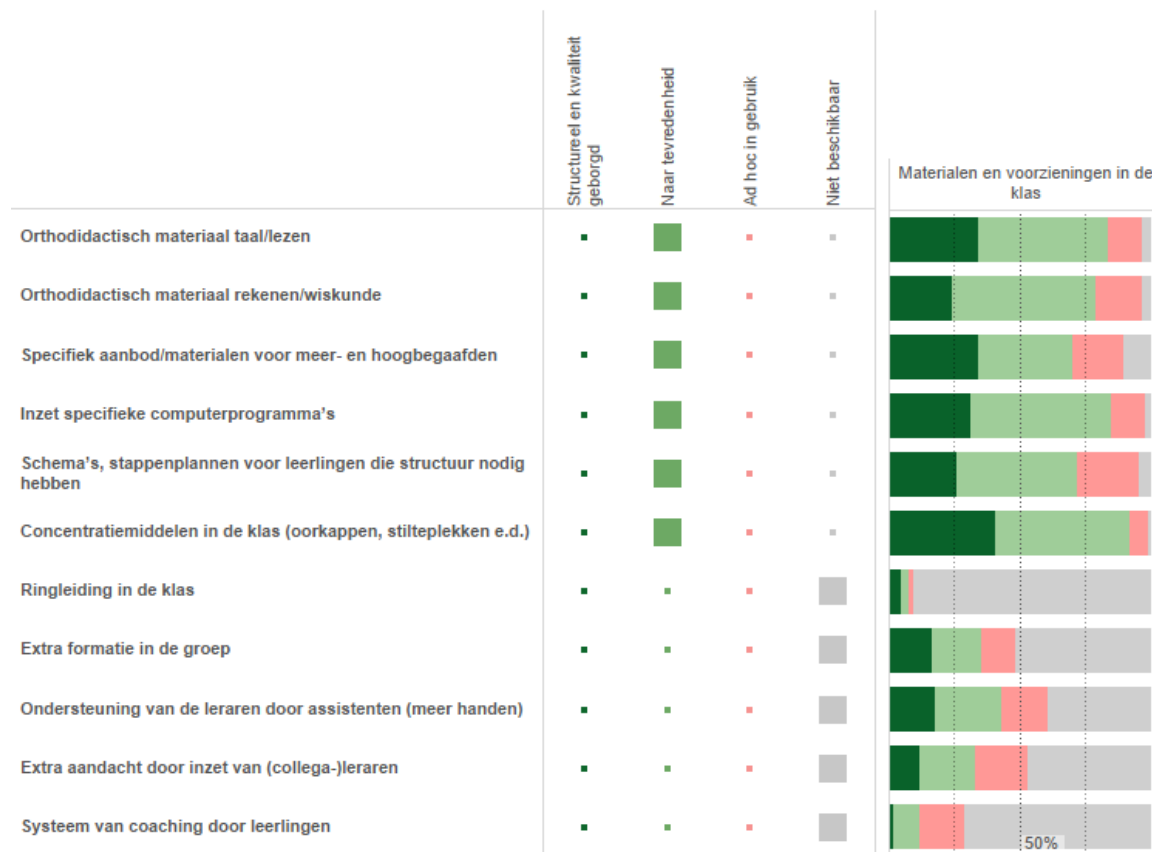 Structureel en kwaliteit
geborgd
Naar tevredenheid
Ad hoc in gebruik
Niet beschikbaar
Materialen en voorzieningen in de
klas
Orthodidactisch materiaal taal/lezen
Orthodidactisch materiaal rekenen/wiskunde
Specifiek aanbod/materialen voor meer- en hoogbegaafden
Inzet specifieke computerprogramma's
Schema's, stappenplannen voor leerlingen die structuur nodig
hebben
Concentratiemiddelen in de klas (oorkappen, stilteplekken e.d.)
Ringleiding in de klas
Extra formatie in de groep
Ondersteuning van de leraren door assistenten (meer handen)
Extra aandacht door inzet van (collega-)leraren
Systeem van coaching door leerlingen
50%